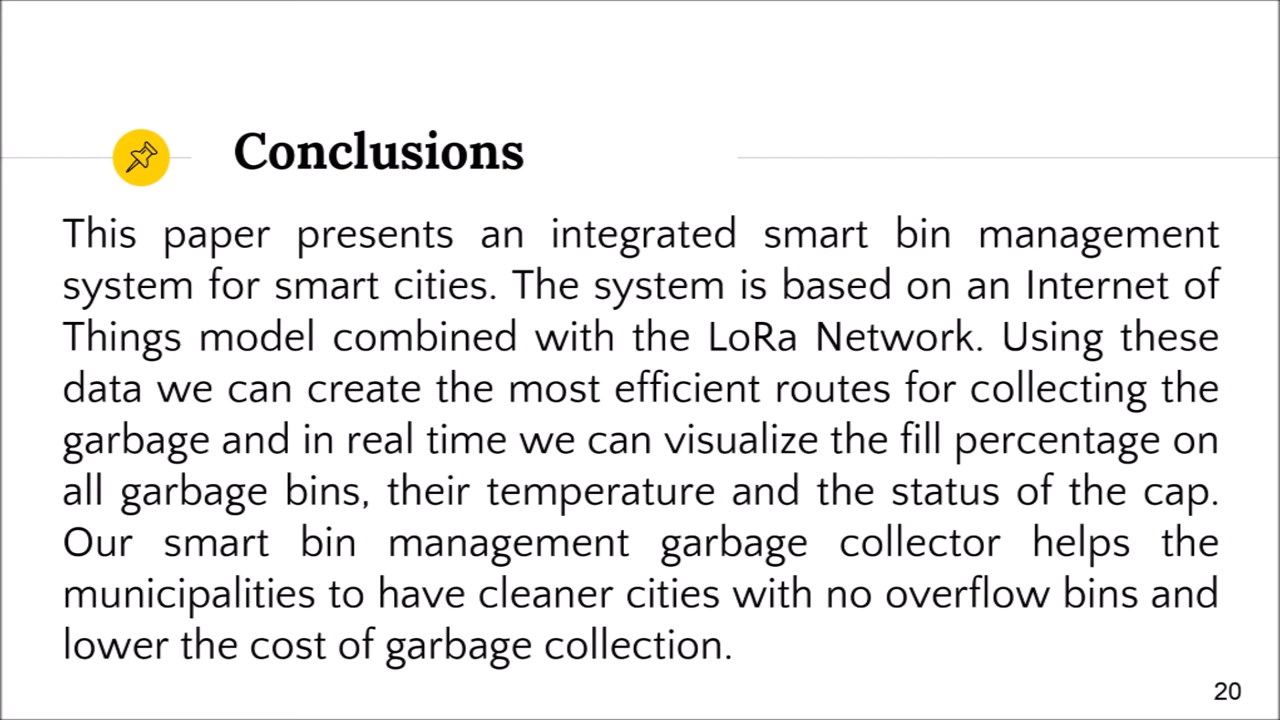 Conclusions
This paper presents an integrated smart bin management
system for smart cities. The system is based on an Internet of
Things model combined with the LoRa Network. Using these
data we can create the most efficient routes for collecting the
garbage and in real time we can visualize the fill percentage on
all garbage bins, their temperature and the status of the cap.
Our smart bin management garbage collector helps the
municipalities to have cleaner cities with no overflow bins and
lower the cost of garbage collection.
20